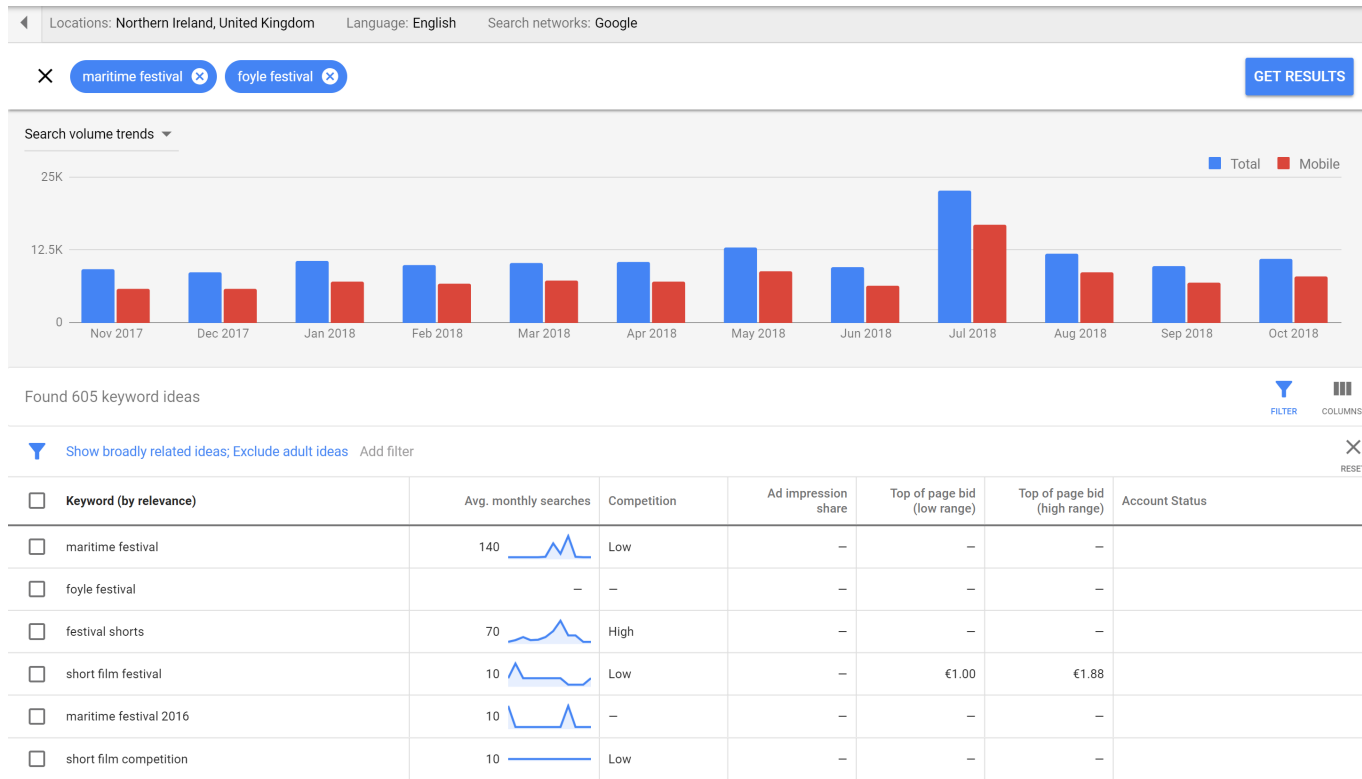 Locations: Northern Ireland, United Kingdom Language: English Search networks: Google
maritime festival foyle festival GET RESULTS
Search volume trends
Total Mobile
25K
12.5K
0
Nov 2017 Dec 2017 Jan 2018 Feb 2018 Mar 2018 Apr 2018 May 2018 Jun 2018 Jul 2018 Aug 2018 Sep 2018 Oct 2018
Found 605 keyword ideas
FILTER COLUMNS
Show broadly related ideas; Exclude adult ideas Add filter
RESET
Keyword (by relevance) Avg. monthly searches Competition Ad impression share Top of page bid (low range) Top of page bid (high range) Account Status
maritime festival 140 Low – – –
foyle festival – – – – –
festival shorts 70 High – – –
short film festival 10 Low – €1.00 €1.88
maritime festival 2016 10 – – – –
short film competition 10 Low – – –